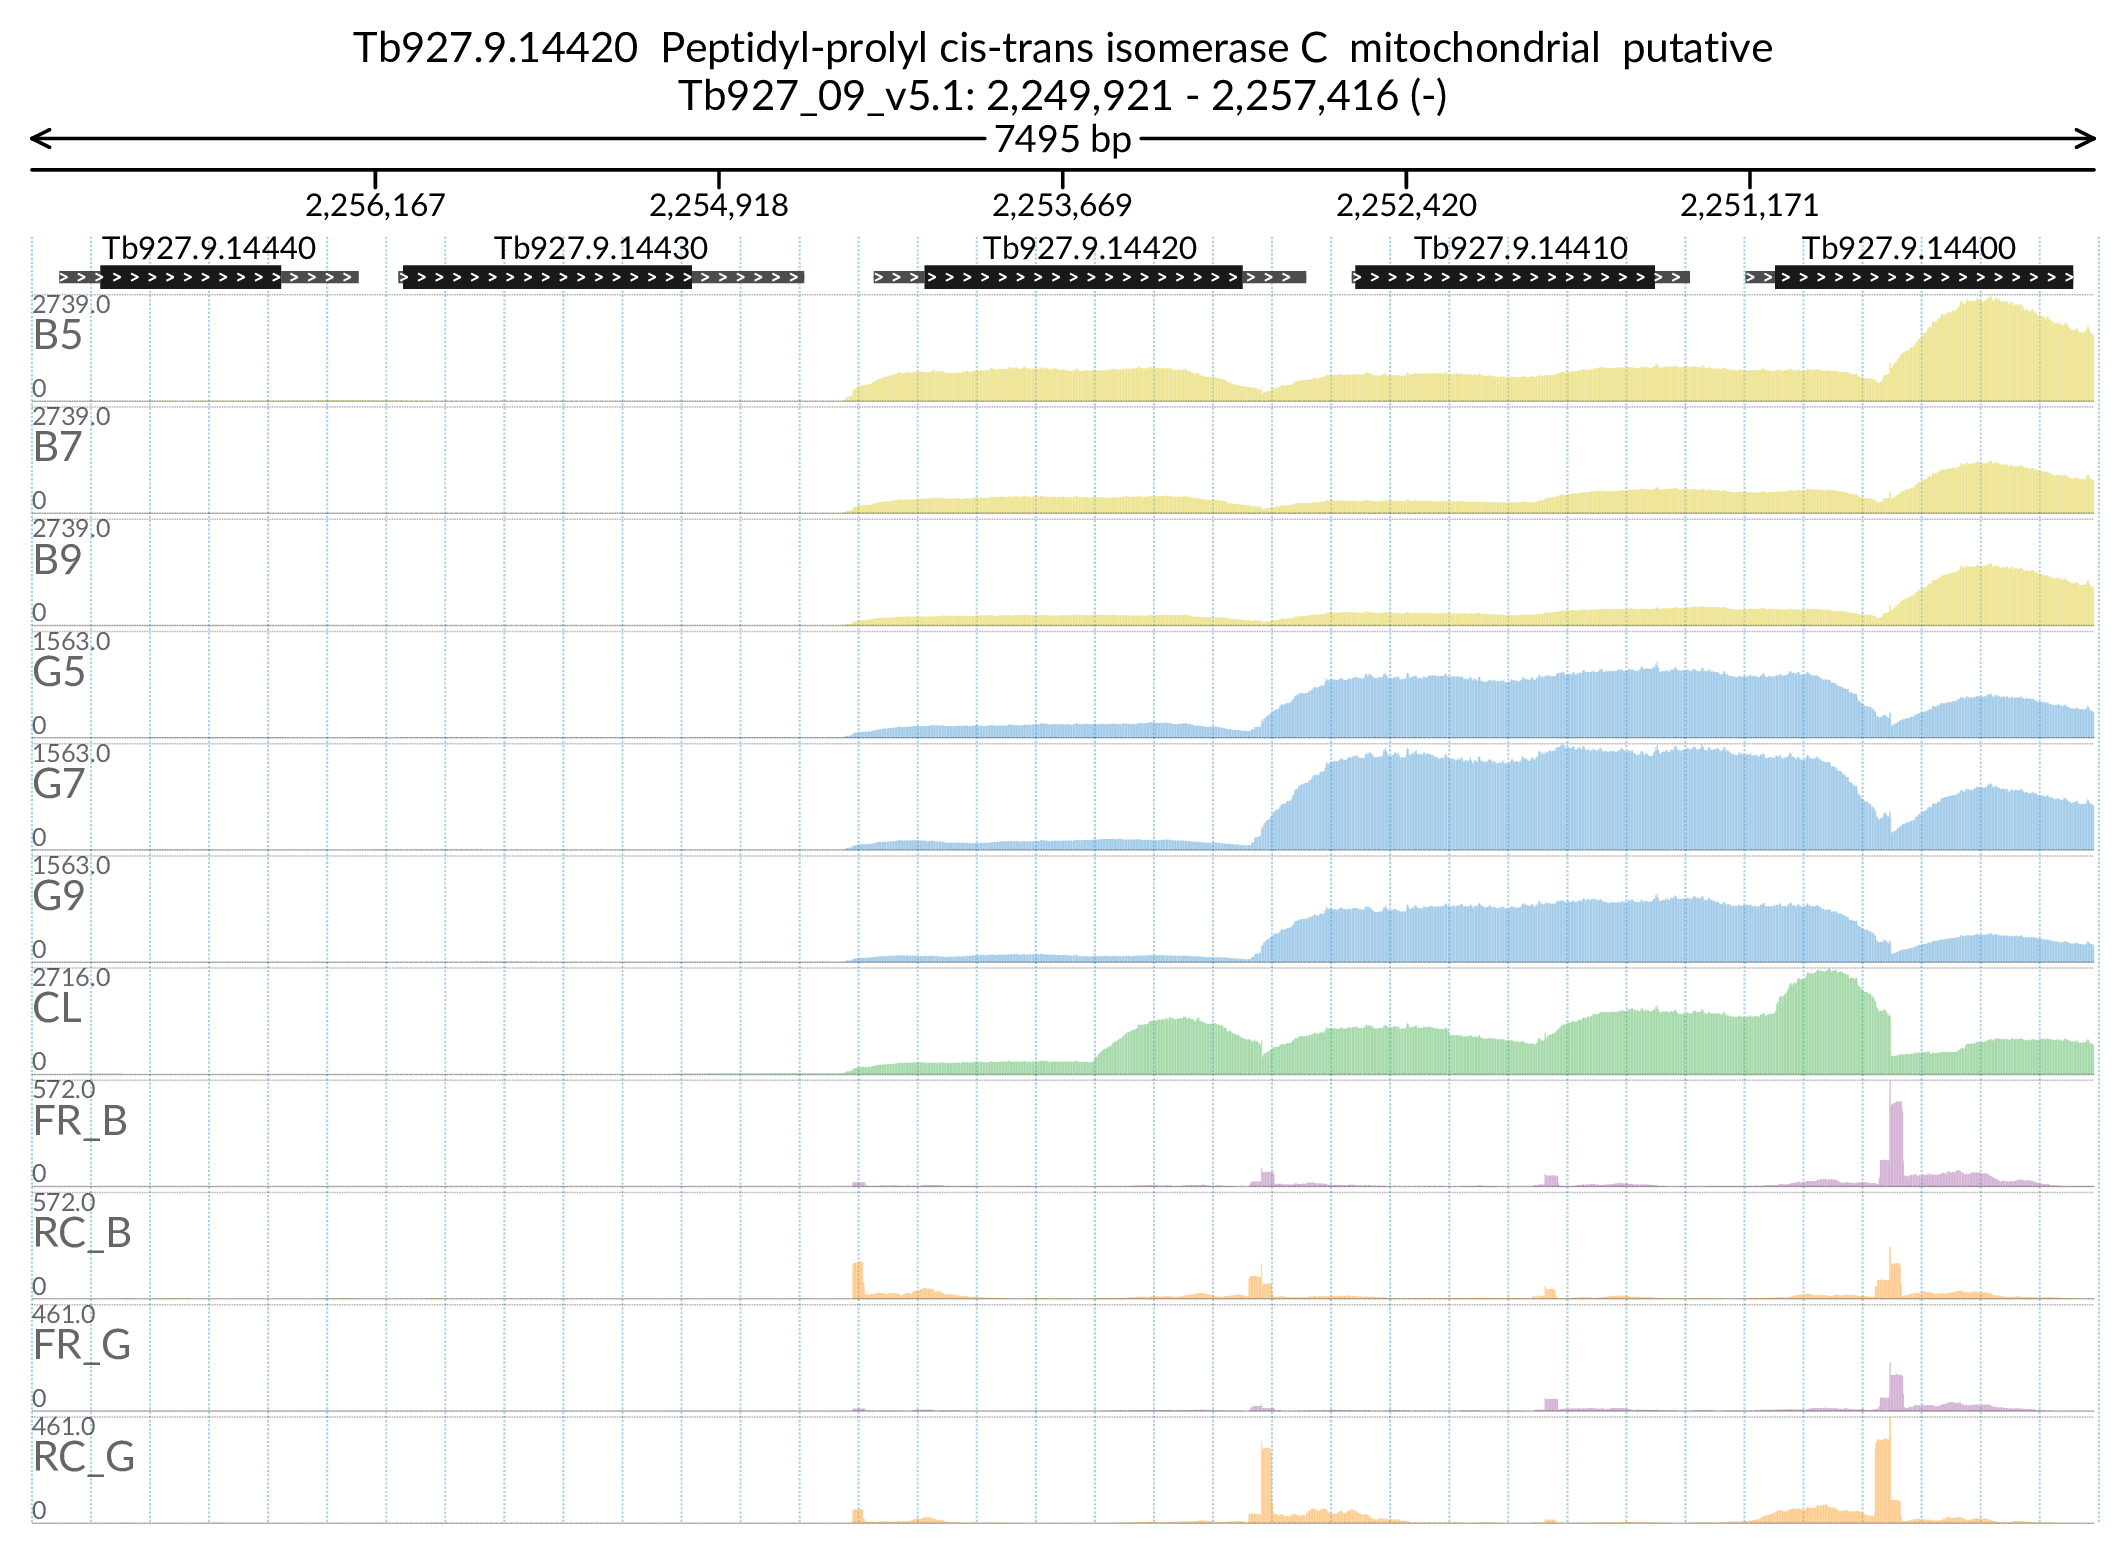 Tb927.9.14420  Peptidyl-prolyl cis-trans isomerase C  mitochondrial  putative
Tb927_09_v5.1: 2,249,921 - 2,257,416 (-)
7495 bp
2,256,167 2,254,918 2,253,669 2,252,420 2,251,171
Tb927.9.14440 Tb927.9.14430 Tb927.9.14420 Tb927.9.14410 Tb927.9.14400
2739.0
B5
0
2739.0
B7
0
2739.0
B9
0
1563.0
G5
0
1563.0
G7
0
1563.0
G9
0
2716.0
CL
0
572.0
FR_B
0
572.0
RC_B
0
461.0
FR_G
0
461.0
RC_G
0